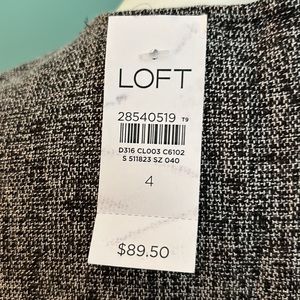 LOFT
28540519 T9
D316 CL003 C6102
S 511823 SZ 040
4
$89.50